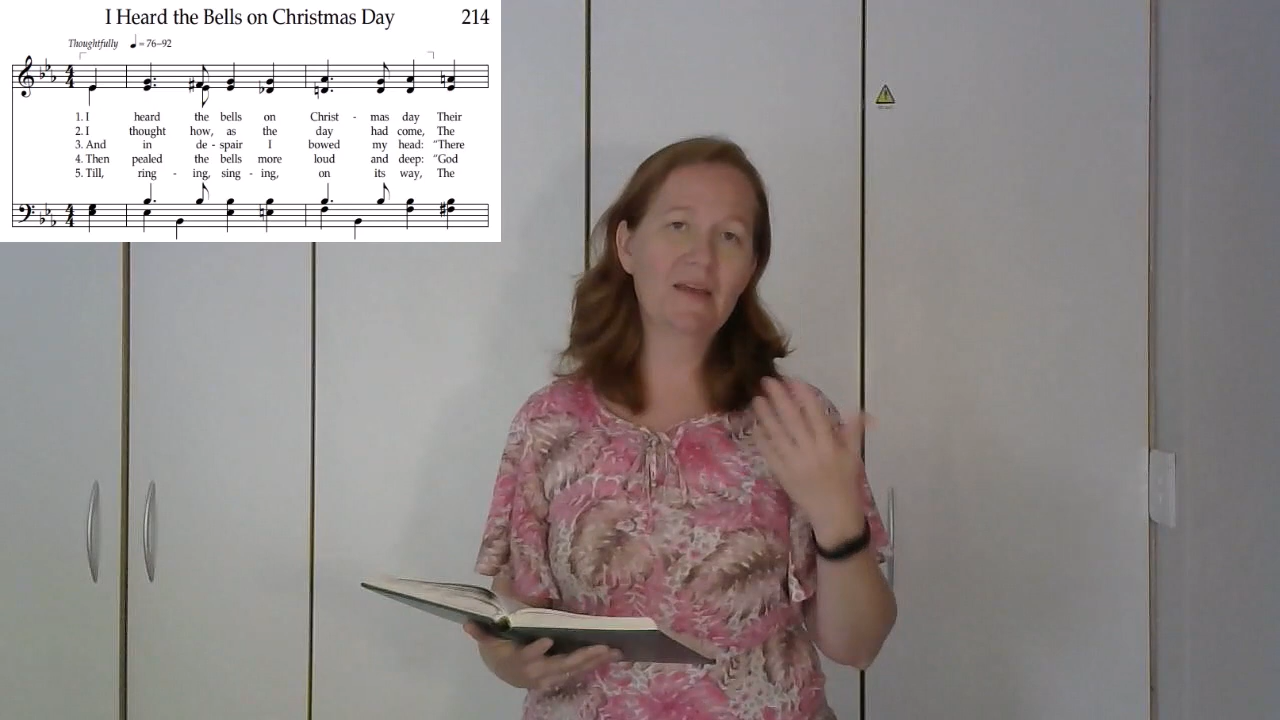 I Heard the Bells on Christmas Day 214
Thoughtfully ♩ = 76–92
1. I heard the bells on Christ - mas day Their
2. I thought how, as the day had come, The
3. And in de - spair I bowed my head: “There
4. Then pealed the bells more loud and deep: “God
5. Till, ring - ing, sing - ing, on its way, The